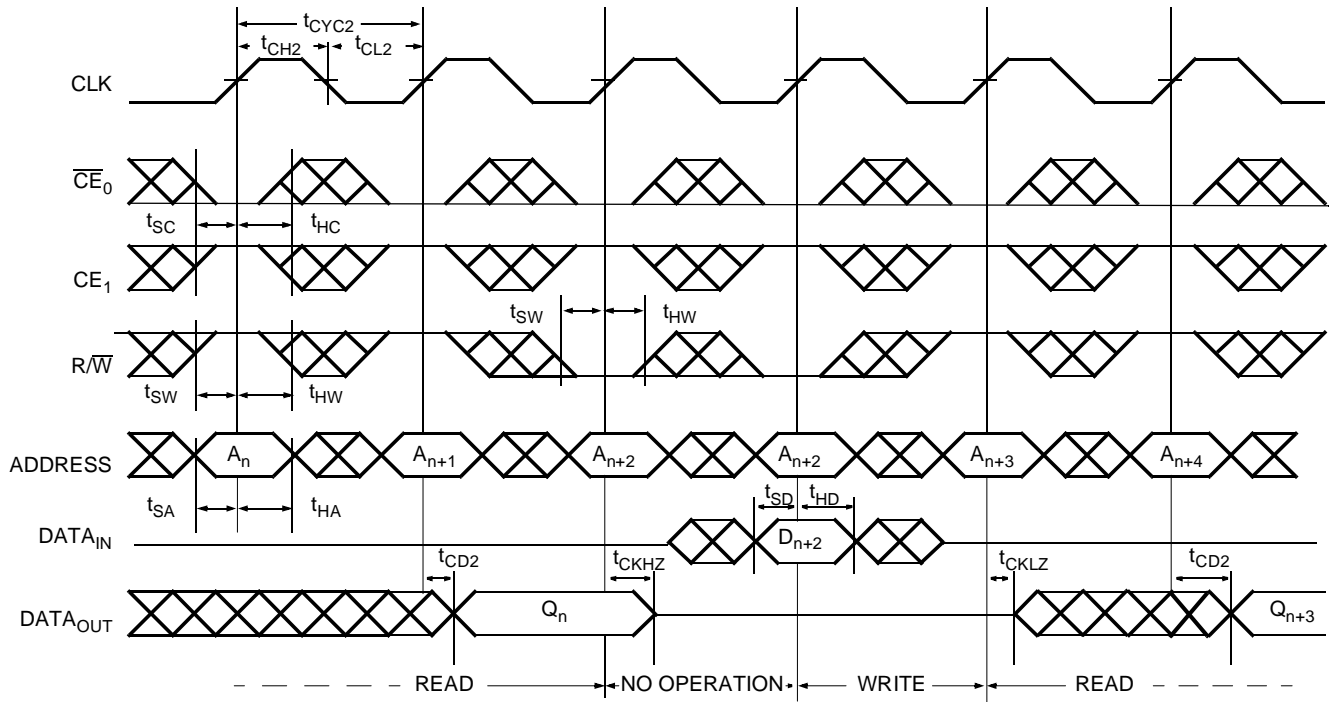 tCYC2
tCH2 tCL2
CLK
CE0
tSC tHC
CE1
tSW tHW
R/W
tSW tHW
ADDRESS An An+1 An+2 An+2 An+3 An+4
tSA tHA tSD tHD
DATAIN Dn+2
tCD2 tCKHZ tCKLZ tCD2
DATAOUT Qn Qn+3
READ NO OPERATION WRITE READ